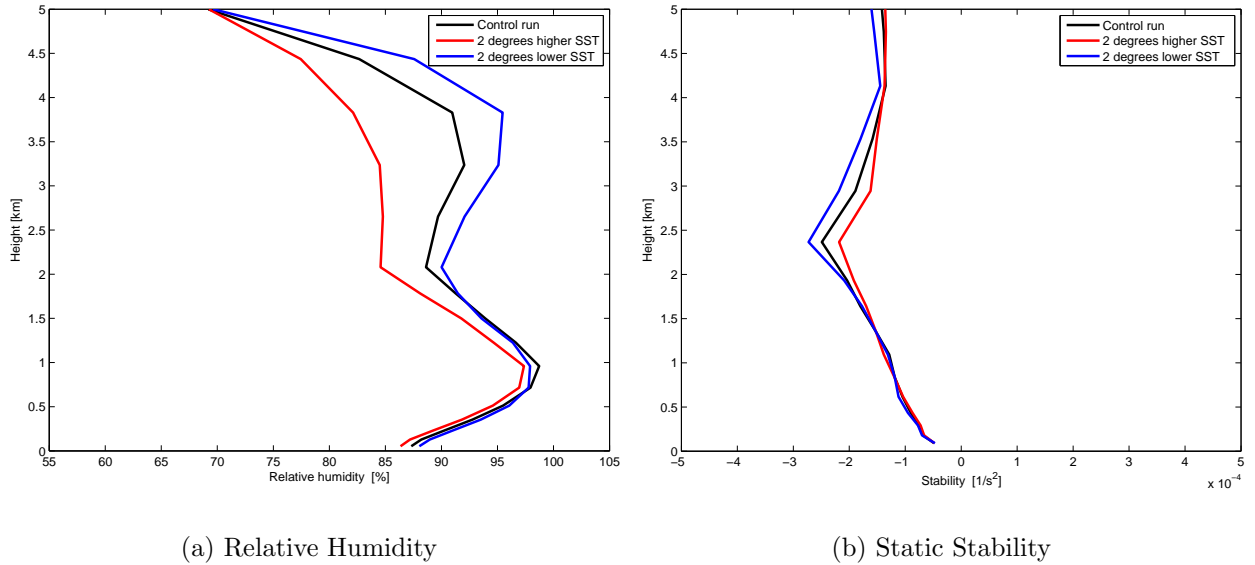 5
4.5
4
3.5
3
2.5
2
1.5
1
0.5
0
Height [km]
55 60 65 70 75 80 85 90 95 100 105
Relative humidity [%]
Control run
2 degrees higher SST
2 degrees lower SST
(a) Relative Humidity
5
4.5
4
3.5
3
2.5
2
1.5
1
0.5
0
Height [km]
−5 −4 −3 −2 −1 0 1 2 3 4 5
Stability [1/s²]
x 10⁻⁴
Control run
2 degrees higher SST
2 degrees lower SST
(b) Static Stability